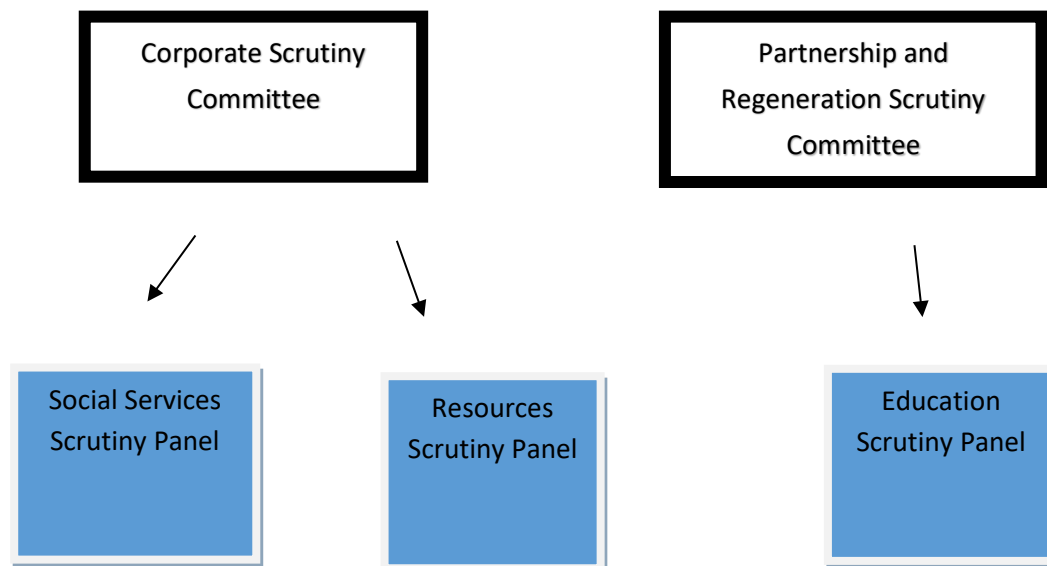 Corporate Scrutiny
Committee
Partnership and
Regeneration Scrutiny
Committee
Social Services
Scrutiny Panel
Resources
Scrutiny Panel
Education
Scrutiny Panel